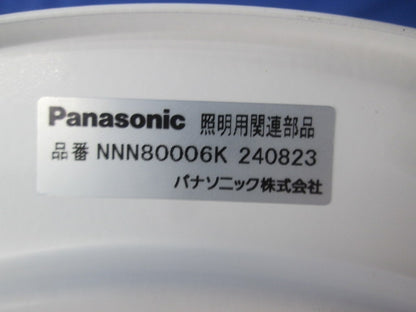 Panasonic 照明用関連部品
品番 NNN80006K 240823
パナソニック株式会社